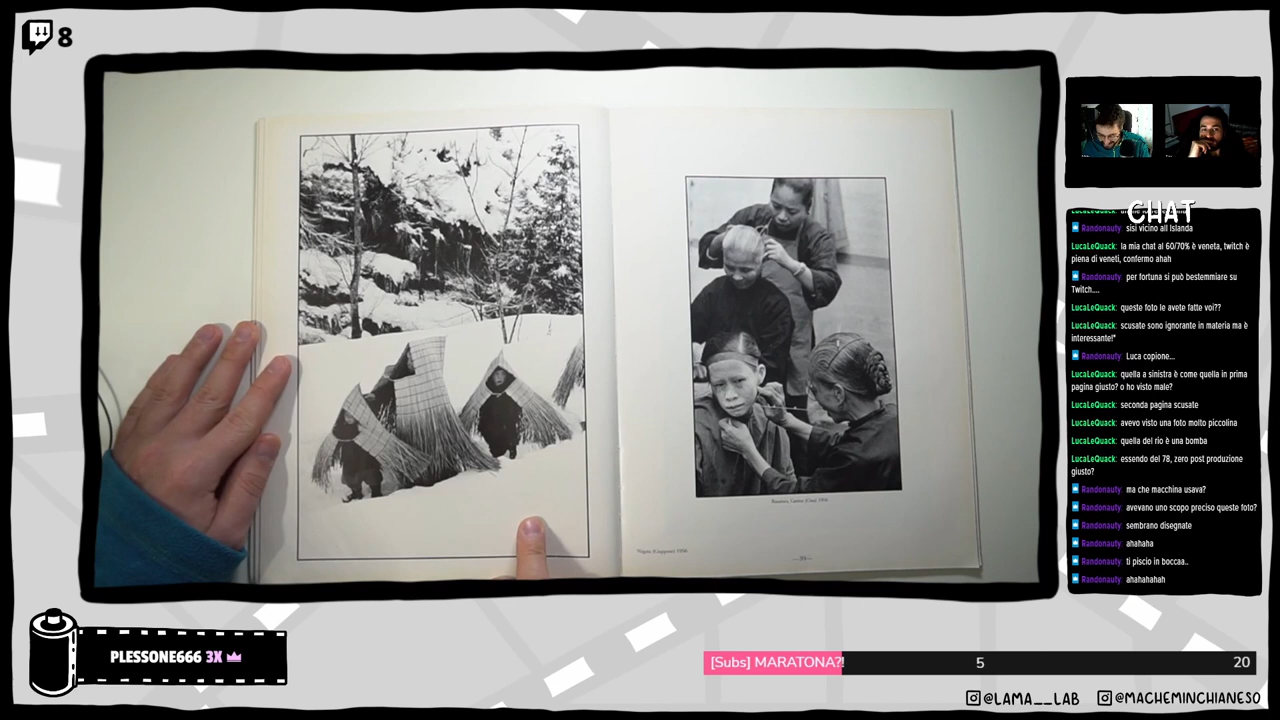 8
CHAT
Randonauty: sisi vicino all Islanda
LucaLeQuack: la mia chat al 60/70% è veneta, twitch è
piena di veneti, confermo ahah
Randonauty: per fortuna si può bestemmiare su
Twitch....
LucaLeQuack: queste foto le avete fatte voi??
LucaLeQuack: scusate sono ignorante in materia ma è
interessante!*
Randonauty: Luca copione...
LucaLeQuack: quella a sinistra è come quella in prima
pagina giusto? o ho visto male?
LucaLeQuack: seconda pagina scusate
LucaLeQuack: avevo visto una foto molto piccolina
LucaLeQuack: quella del rio è una bomba
LucaLeQuack: essendo del 78, zero post produzione
giusto?
Randonauty: ma che macchina usava?
Randonauty: avevano uno scopo preciso queste foto?
Randonauty: sembrano disegnate
Randonauty: ahahaha
Randonauty: ti piscio in boccaa..
Randonauty: ahahahahah
(Cina) 1956
(Giappone) 1956
PLESSONE666 3X
[Subs] MARATONA?! 5 20
@LAMA__LAB @MACHEMINCHIANESO